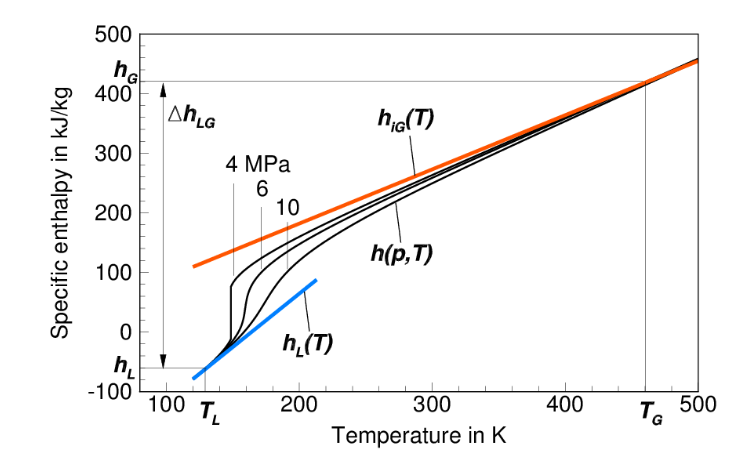 500
h_G
400
Δh_LG
h_iG(T)
300
4 MPa
6
200
10
h(p,T)
100
0
h_L(T)
h_L
-100
100
T_L
200
300
400
T_G
500
Temperature in K
Specific enthalpy in kJ/kg